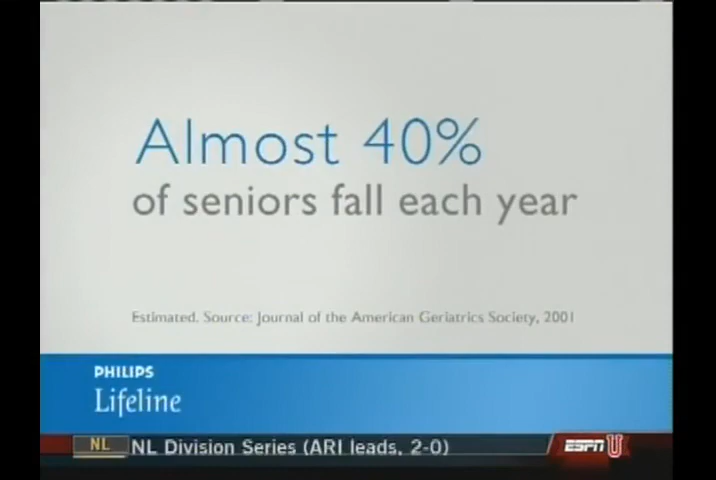 Almost 40%
of seniors fall each year
Estimated. Source: Journal of the American Geriatrics Society, 2001
PHILIPS
Lifeline
NL NL Division Series (ARI leads, 2-0) ESPN U